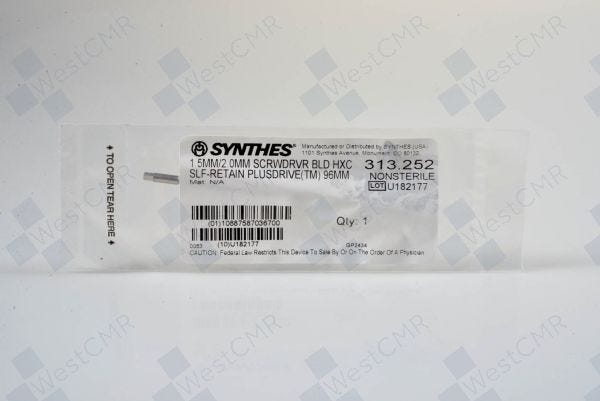 SYNTHES®
Manufactured or Distributed by SYNTHES (USA)
1101 Synthes Avenue, Monument, CO 80132
1.5MM/2.0MM SCRWDRVR BLD HXC
313.252
SLF-RETAIN PLUSDRIVE(TM) 96MM
NONSTERILE
Mat: N/A
LOT U182177
(01)10887587036700
Qty: 1
(10)U182177
GP2434
CAUTION: Federal Law Restricts This Device To Sale By Or On The Order Of A Physician
TO OPEN TEAR HERE
WestCMR